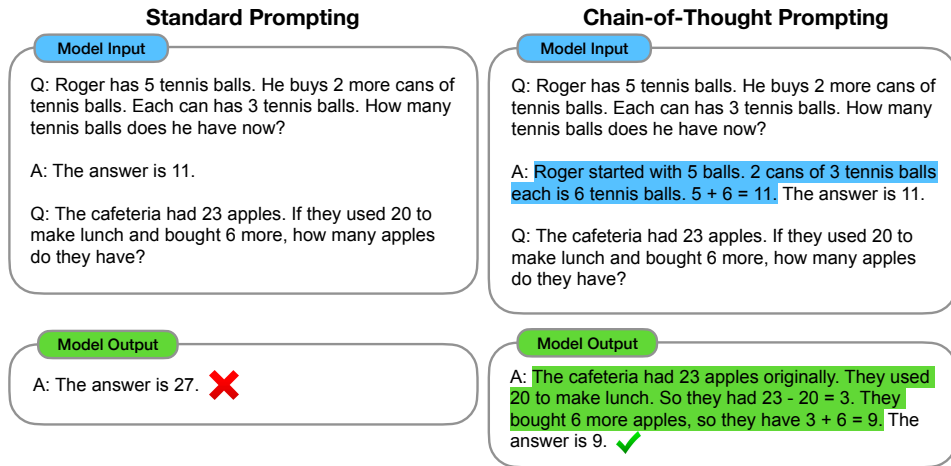 Standard Prompting
Model Input
Q: Roger has 5 tennis balls. He buys 2 more cans of
tennis balls. Each can has 3 tennis balls. How many
tennis balls does he have now?
A: The answer is 11.
Q: The cafeteria had 23 apples. If they used 20 to
make lunch and bought 6 more, how many apples
do they have?
Model Output
A: The answer is 27.
Chain-of-Thought Prompting
Model Input
Q: Roger has 5 tennis balls. He buys 2 more cans of
tennis balls. Each can has 3 tennis balls. How many
tennis balls does he have now?
A: Roger started with 5 balls. 2 cans of 3 tennis balls
each is 6 tennis balls. 5 + 6 = 11. The answer is 11.
Q: The cafeteria had 23 apples. If they used 20 to
make lunch and bought 6 more, how many apples
do they have?
Model Output
A: The cafeteria had 23 apples originally. They used
20 to make lunch. So they had 23 - 20 = 3. They
bought 6 more apples, so they have 3 + 6 = 9. The
answer is 9.